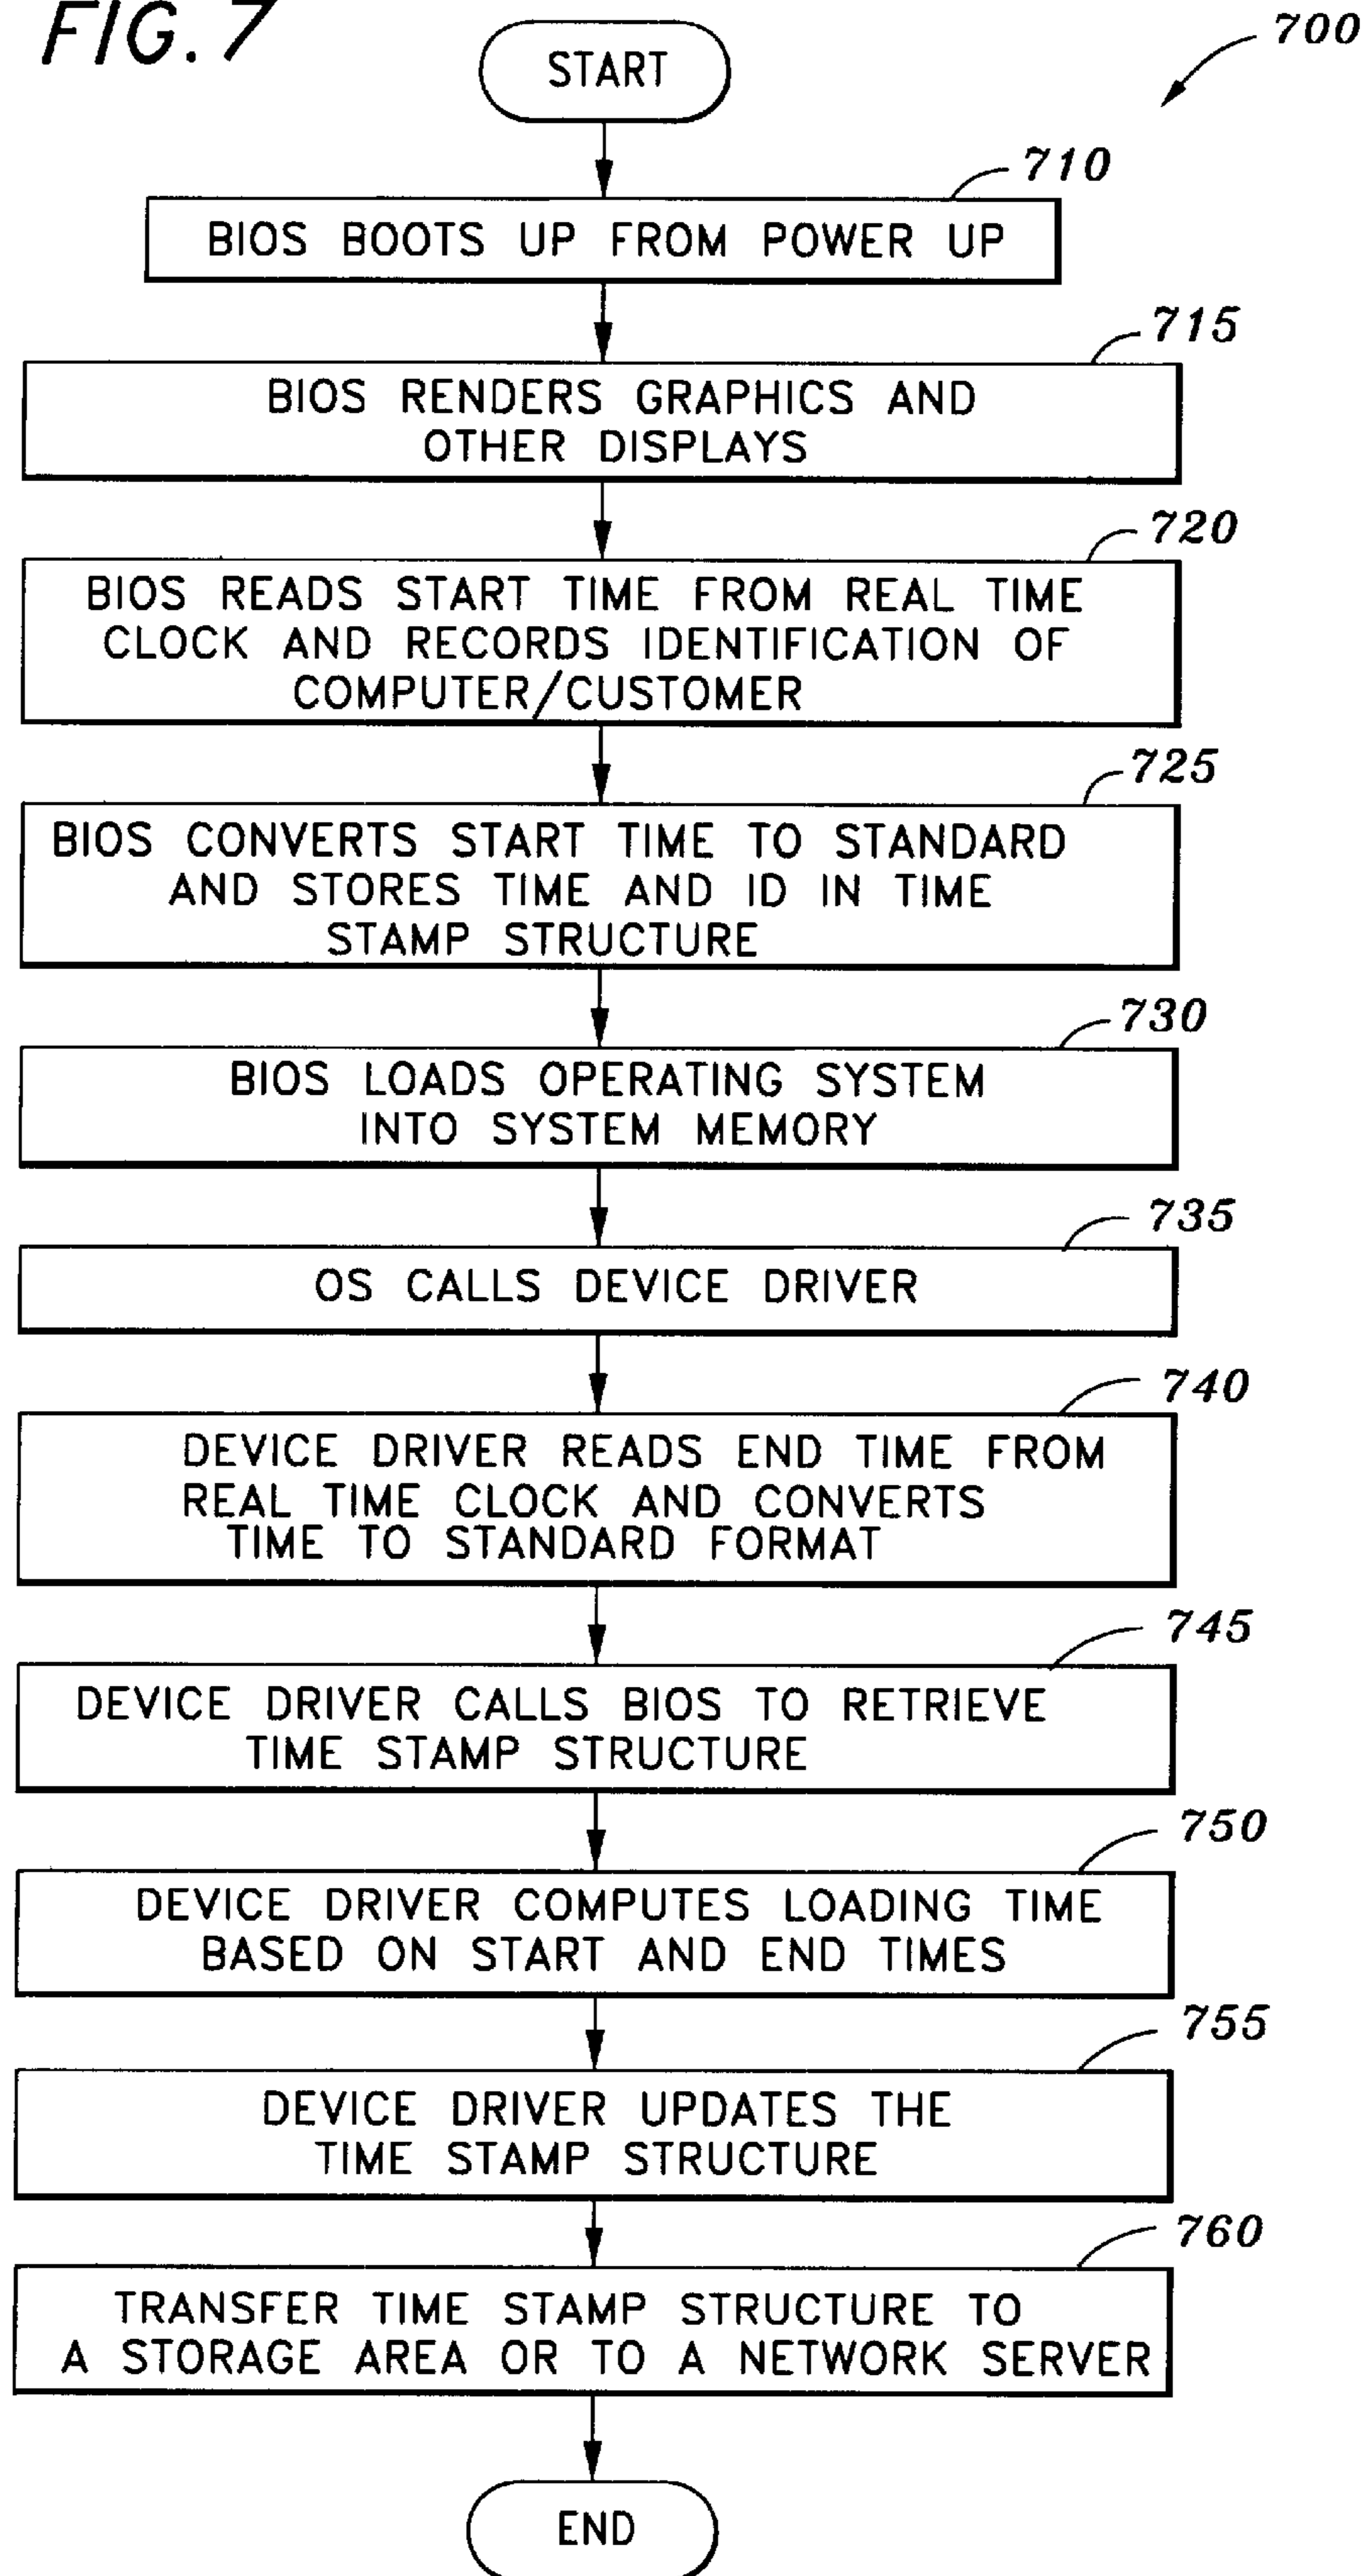 FIG. 7
700
START
710
BIOS BOOTS UP FROM POWER UP
715
BIOS RENDERS GRAPHICS AND
OTHER DISPLAYS
720
BIOS READS START TIME FROM REAL TIME
CLOCK AND RECORDS IDENTIFICATION OF
COMPUTER/CUSTOMER
725
BIOS CONVERTS START TIME TO STANDARD
AND STORES TIME AND ID IN TIME
STAMP STRUCTURE
730
BIOS LOADS OPERATING SYSTEM
INTO SYSTEM MEMORY
735
OS CALLS DEVICE DRIVER
740
DEVICE DRIVER READS END TIME FROM
REAL TIME CLOCK AND CONVERTS
TIME TO STANDARD FORMAT
745
DEVICE DRIVER CALLS BIOS TO RETRIEVE
TIME STAMP STRUCTURE
750
DEVICE DRIVER COMPUTES LOADING TIME
BASED ON START AND END TIMES
755
DEVICE DRIVER UPDATES THE
TIME STAMP STRUCTURE
760
TRANSFER TIME STAMP STRUCTURE TO
A STORAGE AREA OR TO A NETWORK SERVER
END